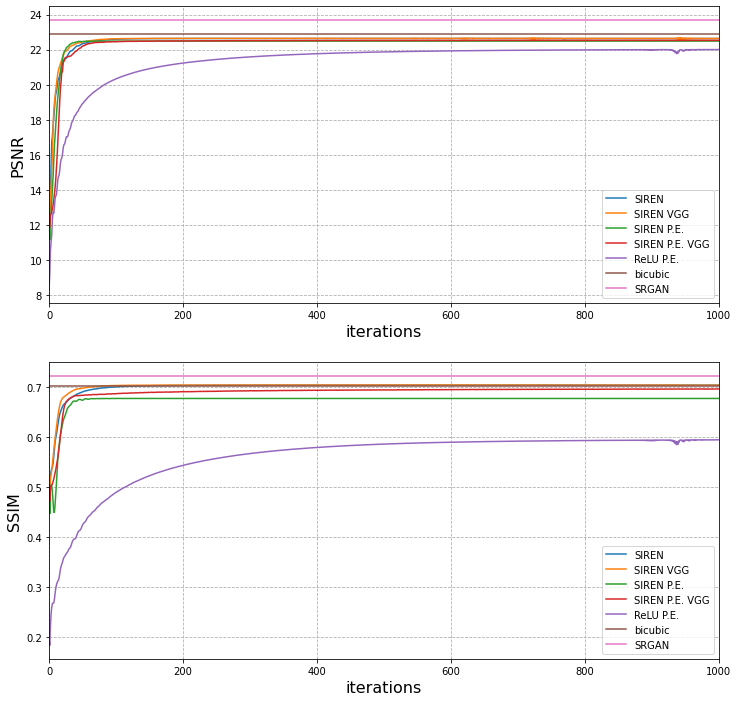 24
22
20
18
16
14
12
10
8
PSNR
SIREN
SIREN VGG
SIREN P.E.
SIREN P.E. VGG
ReLU P.E.
bicubic
SRGAN
0 200 400 600 800 1000
iterations
0.7
0.6
0.5
0.4
0.3
0.2
SSIM
SIREN
SIREN VGG
SIREN P.E.
SIREN P.E. VGG
ReLU P.E.
bicubic
SRGAN
0 200 400 600 800 1000
iterations